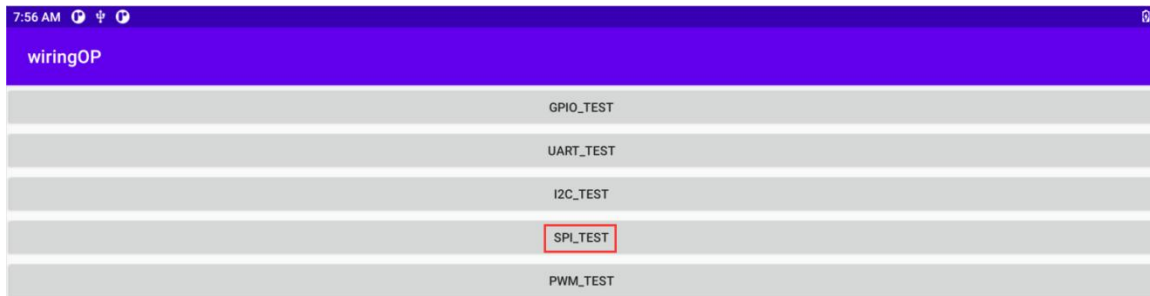 7:56 AM
wiringOP
GPIO_TEST
UART_TEST
I2C_TEST
SPI_TEST
PWM_TEST